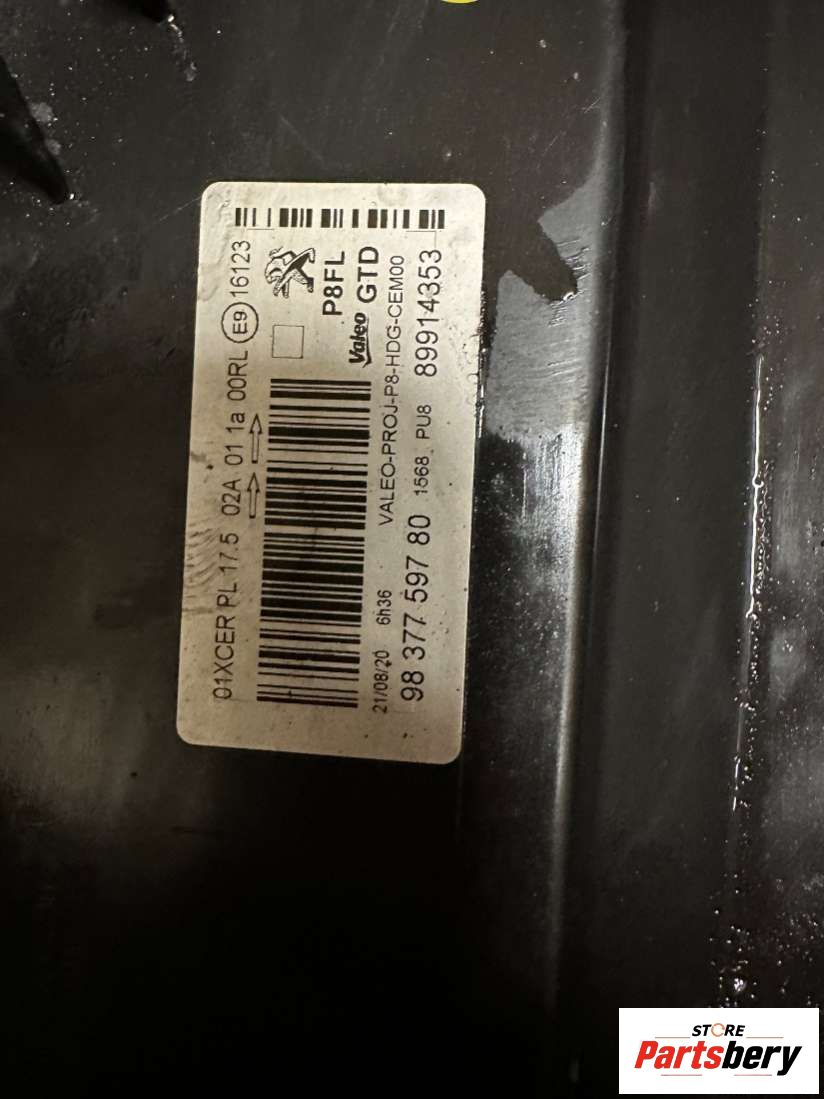 P8FL
Valeo GTD
01XCER PL 17.5 02A 01 1a 00RL E9 16123
21/08/20 6h36 VALEO-PROJ-P8-HDG-CEM00
98 377 597 80 1568 PU8 89914353
STORE
Partsbery